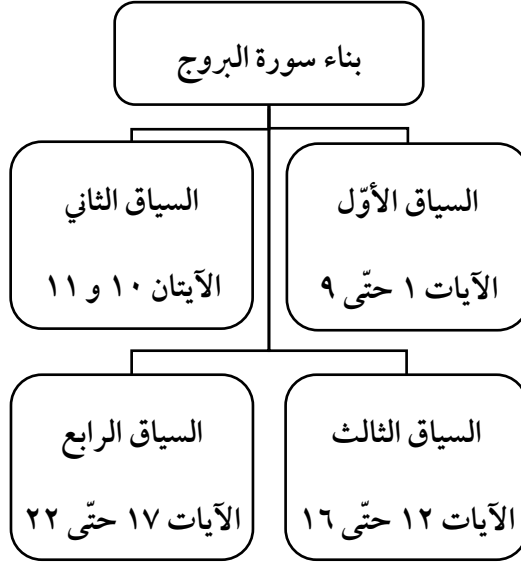 بناء سورة البروج
السياق الأوّل
الآيات ١ حتّى ٩
السياق الثاني
الآيتان ١٠ و ١١
السياق الثالث
الآيات ١٢ حتّى ١٦
السياق الرابع
الآيات ١٧ حتّى ٢٢